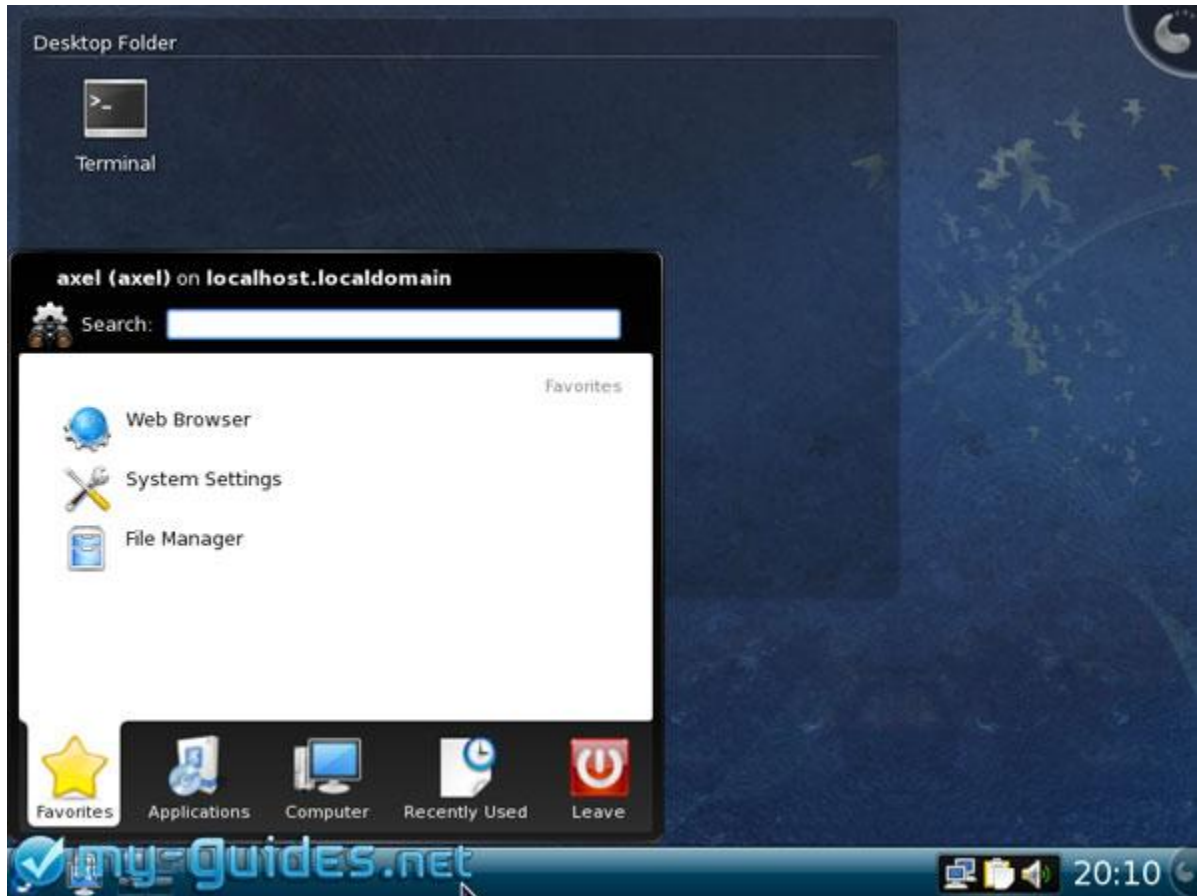 Desktop Folder
>_
Terminal
axel (axel) on localhost.localdomain
Search:
Favorites
Web Browser
System Settings
File Manager
Favorites
Applications
Computer
Recently Used
Leave
my-guides.net
20:10